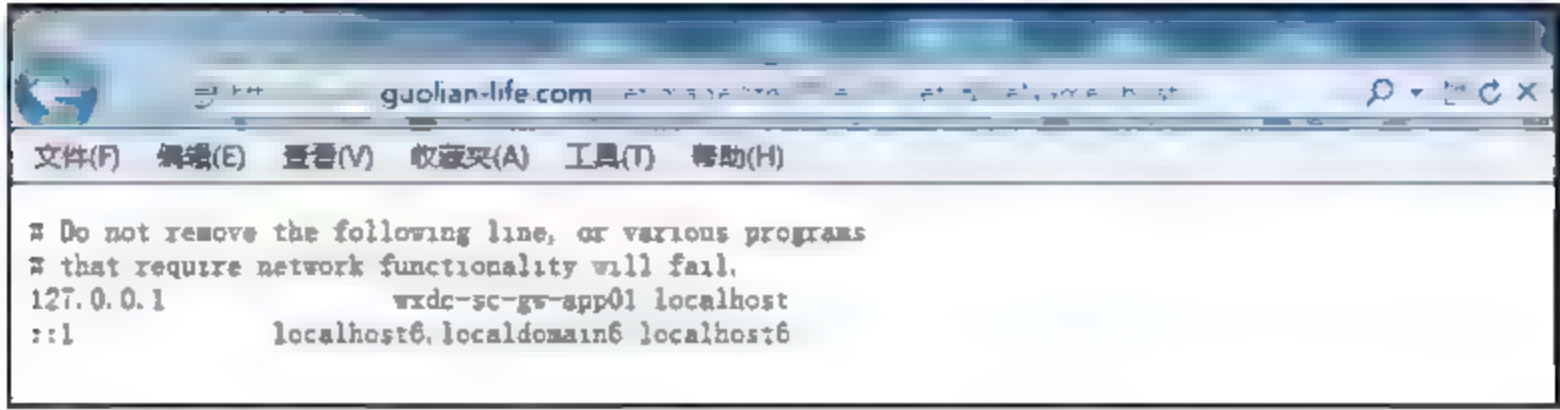 guolian-life.com
文件(F) 编辑(E) 查看(V) 收藏夹(A) 工具(T) 帮助(H)
# Do not remove the following line, or various programs
# that require network functionality will fail.
127.0.0.1 wxdc-sc-gw-app01 localhost
::1 localhost6.localdomain6 localhost6